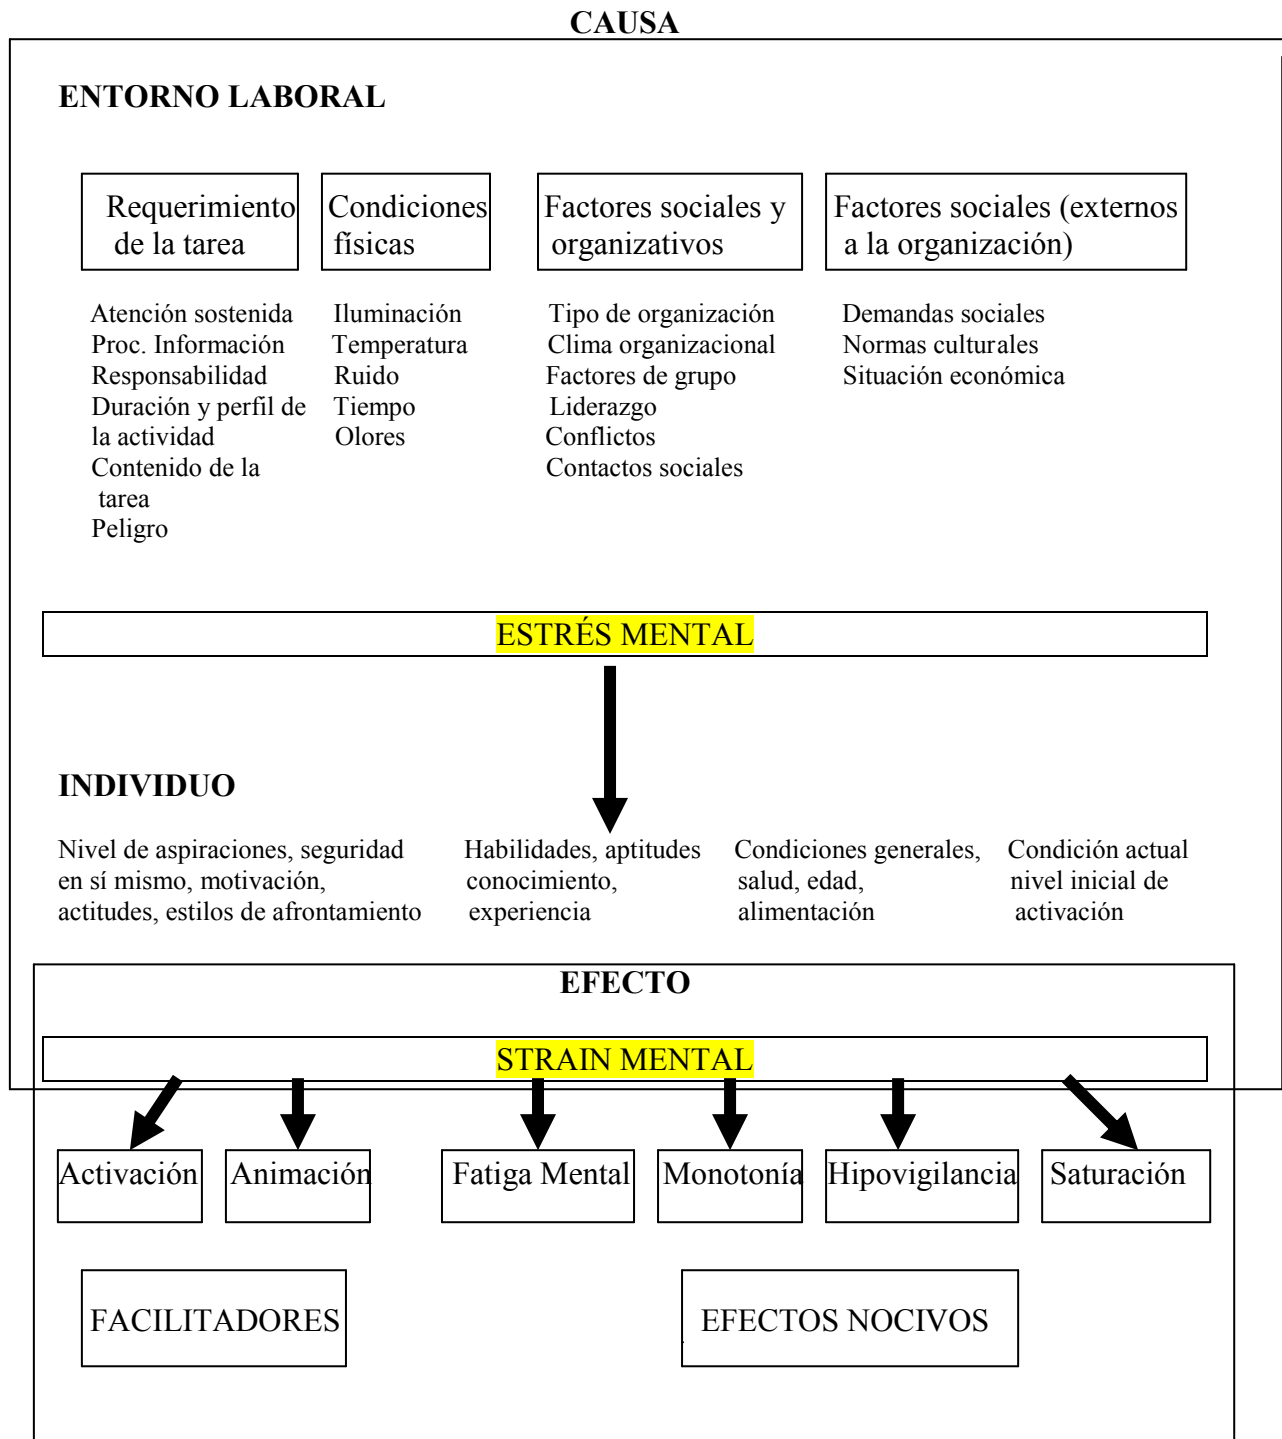 CAUSA
ENTORNO LABORAL
Requerimiento
de la tarea
Condiciones
físicas
Factores sociales y
organizativos
Factores sociales (externos
a la organización)
Atención sostenida
Proc. Información
Responsabilidad
Duración y perfil de
la actividad
Contenido de la
tarea
Peligro
Iluminación
Temperatura
Ruido
Tiempo
Olores
Tipo de organización
Clima organizacional
Factores de grupo
Liderazgo
Conflictos
Contactos sociales
Demandas sociales
Normas culturales
Situación económica
ESTRÉS MENTAL
INDIVIDUO
Nivel de aspiraciones, seguridad
en sí mismo, motivación,
actitudes, estilos de afrontamiento
Habilidades, aptitudes
conocimiento,
experiencia
Condiciones generales,
salud, edad,
alimentación
Condición actual
nivel inicial de
activación
EFECTO
STRAIN MENTAL
Activación
Animación
Fatiga Mental
Monotonía
Hipovigilancia
Saturación
FACILITADORES
EFECTOS NOCIVOS